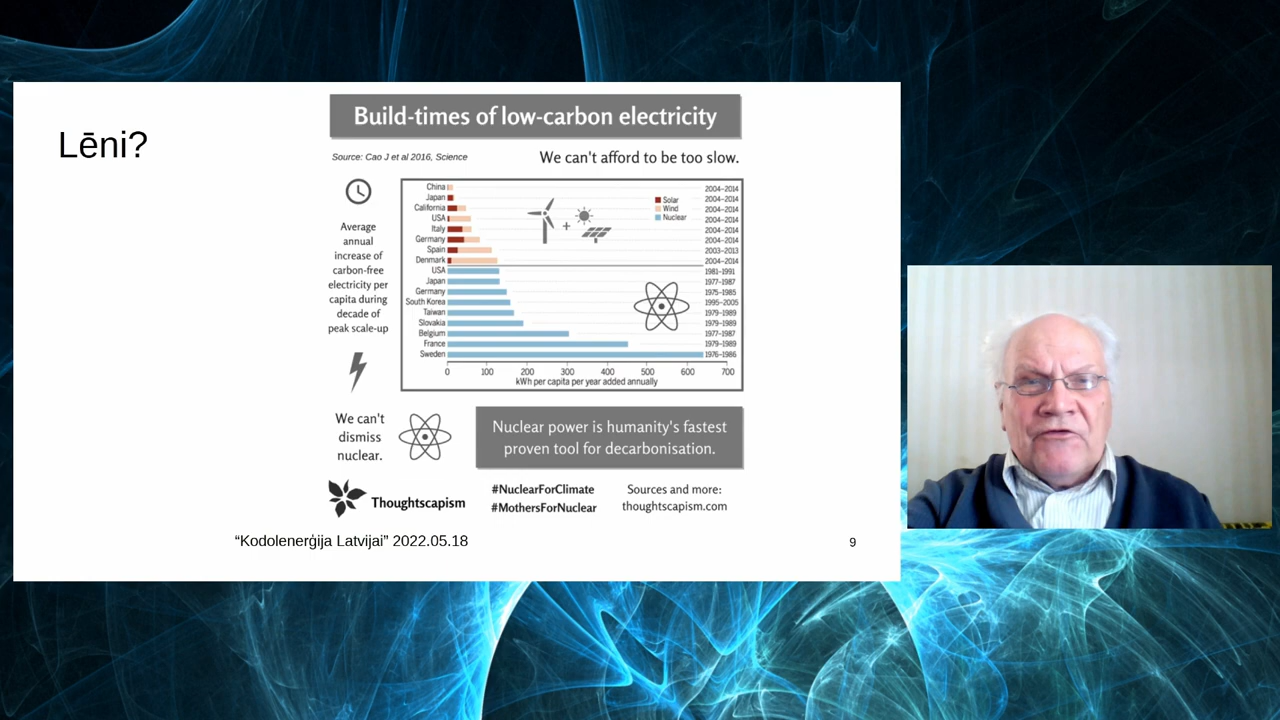 Lēni?
Build-times of low-carbon electricity
Source: Cao J et al 2016, Science
We can't afford to be too slow.
Average
annual
increase of
carbon-free
electricity per
capita during
decade of
peak scale-up
China 2004–2014
Japan 2004–2014
California 2004–2014
USA 2004–2014
Italy 2004–2014
Germany 2004–2014
Spain 2003–2013
Denmark 2004–2014
USA 1981–1991
Japan 1977–1987
Germany 1975–1985
South Korea 1995–2005
Taiwan 1979–1989
Slovakia 1979–1989
Belgium 1977–1987
France 1979–1989
Sweden 1976–1986
Solar
Wind
Nuclear
0 100 200 300 400 500 600 700
kWh per capita per year added annually
We can't
dismiss
nuclear.
Nuclear power is humanity's fastest
proven tool for decarbonisation.
Thoughtscapism
#NuclearForClimate
#MothersForNuclear
Sources and more:
thoughtscapism.com
“Kodolenerģija Latvijai” 2022.05.18
9